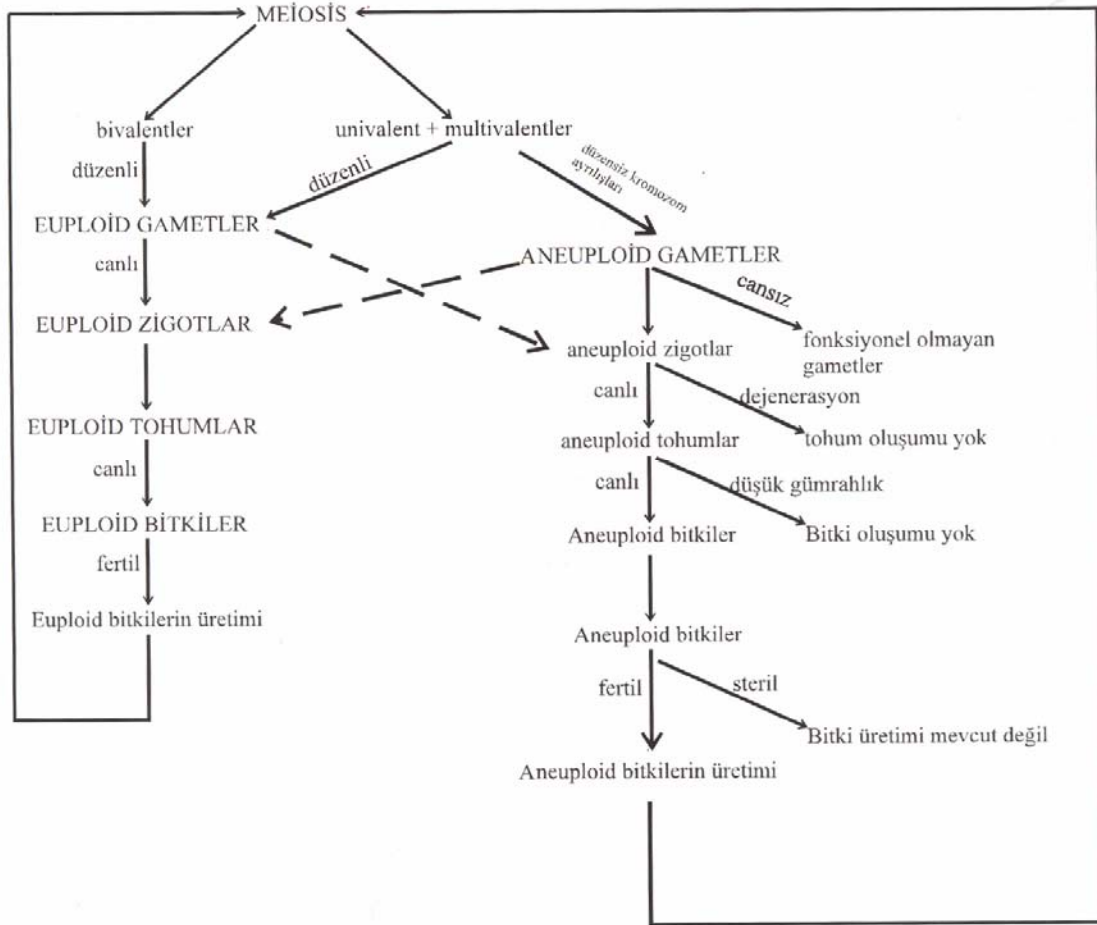 MEİOSİS
bivalentler
univalent + multivalentler
düzenli
düzenli
düzensiz kromozom
ayrılışları
EUPLOİD GAMETLER
ANEUPLOİD GAMETLER
canlı
cansız
EUPLOİD ZİGOTLAR
fonksiyonel olmayan
gametler
aneuploid zigotlar
canlı
dejenerasyon
EUPLOİD TOHUMLAR
aneuploid tohumlar
tohum oluşumu yok
canlı
canlı
düşük gümrahlık
EUPLOİD BİTKİLER
Aneuploid bitkiler
Bitki oluşumu yok
fertil
Euploid bitkilerin üretimi
Aneuploid bitkiler
fertil
steril
Bitki üretimi mevcut değil
Aneuploid bitkilerin üretimi